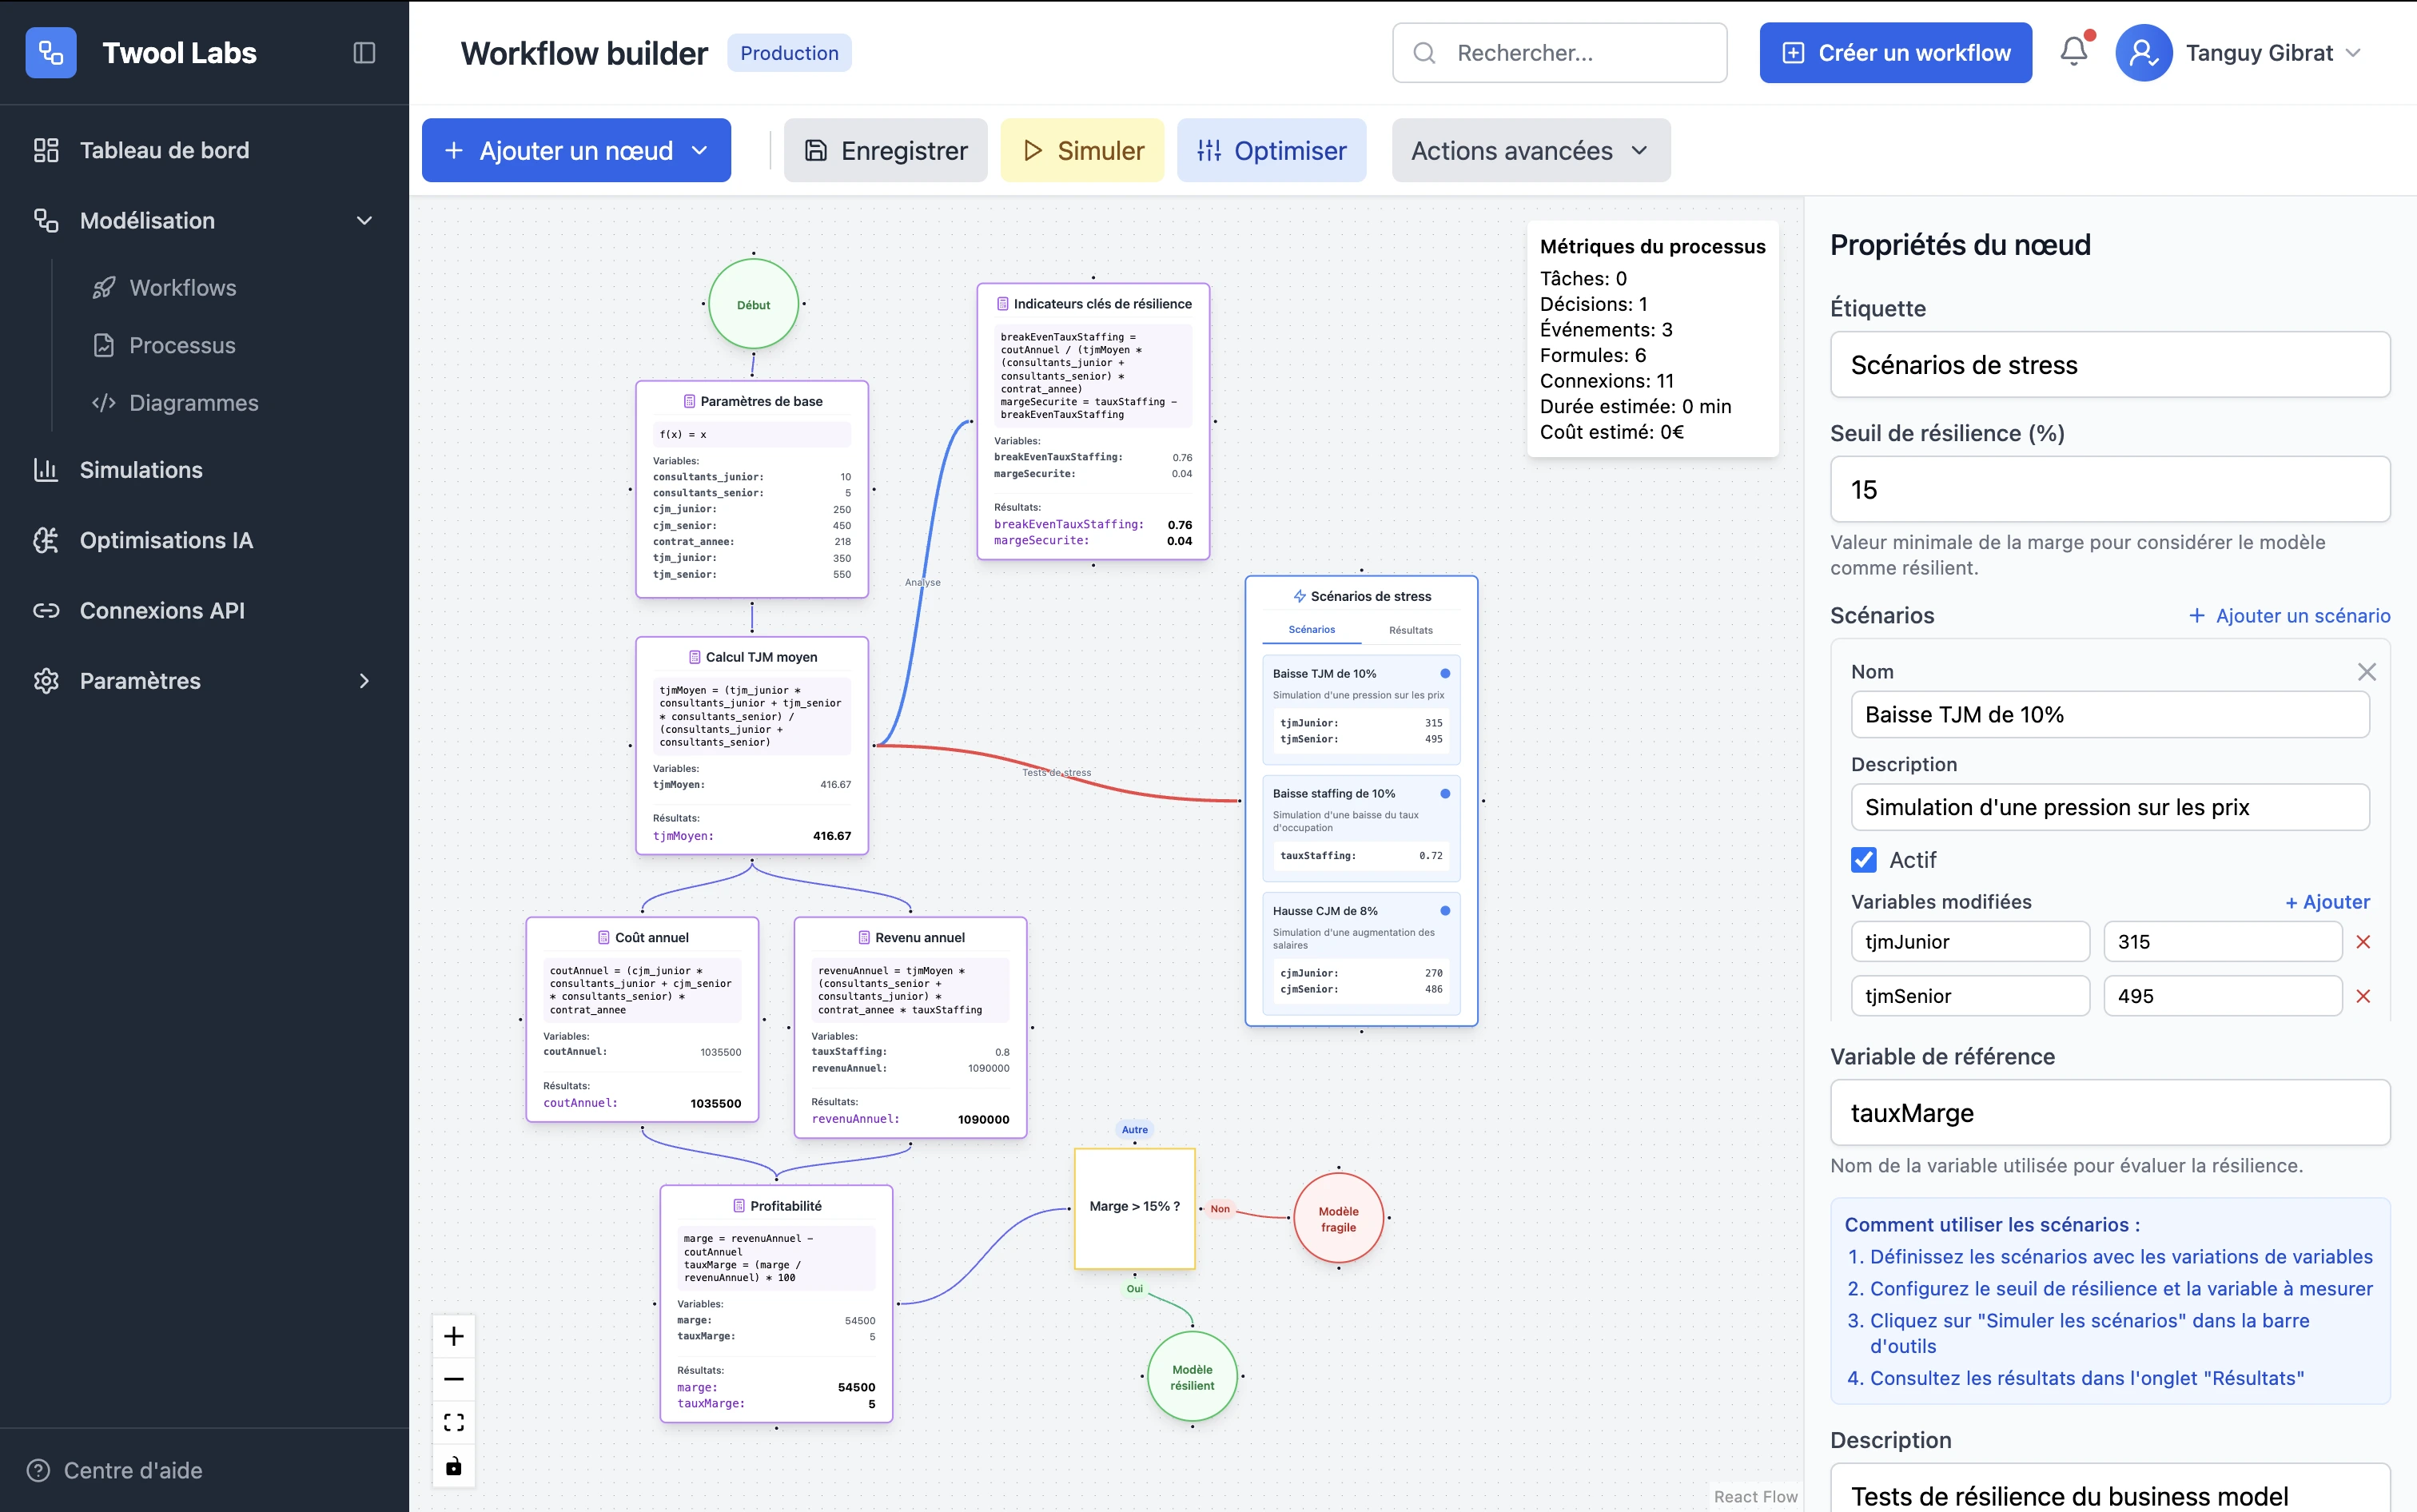 Twool Labs
Tableau de bord
Modélisation
Workflows
Processus
Diagrammes
Simulations
Optimisations IA
Connexions API
Paramètres
Centre d'aide
Workflow builder
Production
Rechercher...
Créer un workflow
Tanguy Gibrat
Ajouter un nœud
Enregistrer
Simuler
Optimiser
Actions avancées
Début
Paramètres de base
f(x) = x
Variables:
consultants_junior: 10
consultants_senior: 5
cjm_junior: 250
cjm_senior: 450
contrat_annee: 218
tjm_junior: 350
tjm_senior: 550
Calcul TJM moyen
tjmMoyen = (tjm_junior *
consultants_junior + tjm_senior
* consultants_senior) /
(consultants_junior +
consultants_senior)
Variables:
tjmMoyen: 416.67
Résultats:
tjmMoyen: 416.67
Analyse
Tests de stress
Indicateurs clés de résilience
breakEvenTauxStaffing =
coutAnnuel / (tjmMoyen *
(consultants_junior +
consultants_senior) *
contrat_annee)
margeSecurite = tauxStaffing -
breakEvenTauxStaffing
Variables:
breakEvenTauxStaffing: 0.76
margeSecurite: 0.04
Résultats:
breakEvenTauxStaffing: 0.76
margeSecurite: 0.04
Scénarios de stress
Scénarios
Résultats
Baisse TJM de 10%
Simulation d'une pression sur les prix
tjmJunior: 315
tjmSenior: 495
Baisse staffing de 10%
Simulation d'une baisse du taux
d'occupation
tauxStaffing: 0.72
Hausse CJM de 8%
Simulation d'une augmentation des
salaires
cjmJunior: 270
cjmSenior: 486
Coût annuel
coutAnnuel = (cjm_junior *
consultants_junior + cjm_senior
* consultants_senior) *
contrat_annee
Variables:
coutAnnuel: 1035500
Résultats:
coutAnnuel: 1035500
Revenu annuel
revenuAnnuel = tjmMoyen *
(consultants_senior +
consultants_junior) *
contrat_annee * tauxStaffing
Variables:
tauxStaffing: 0.8
revenuAnnuel: 1090000
Résultats:
revenuAnnuel: 1090000
Profitabilité
marge = revenuAnnuel -
coutAnnuel
tauxMarge = (marge /
revenuAnnuel) * 100
Variables:
marge: 54500
tauxMarge: 5
Résultats:
marge: 54500
tauxMarge: 5
Autre
Marge > 15% ?
Non
Oui
Modèle
fragile
Modèle
résilient
Métriques du processus
Tâches: 0
Décisions: 1
Événements: 3
Formules: 6
Connexions: 11
Durée estimée: 0 min
Coût estimé: 0€
React Flow
Propriétés du nœud
Étiquette
Scénarios de stress
Seuil de résilience (%)
15
Valeur minimale de la marge pour considérer le modèle
comme résilient.
Scénarios
+ Ajouter un scénario
Nom
Baisse TJM de 10%
Description
Simulation d'une pression sur les prix
Actif
Variables modifiées
+ Ajouter
tjmJunior 315
tjmSenior 495
Variable de référence
tauxMarge
Nom de la variable utilisée pour évaluer la résilience.
Comment utiliser les scénarios :
1. Définissez les scénarios avec les variations de variables
2. Configurez le seuil de résilience et la variable à mesurer
3. Cliquez sur "Simuler les scénarios" dans la barre
d'outils
4. Consultez les résultats dans l'onglet "Résultats"
Description
Tests de résilience du business model